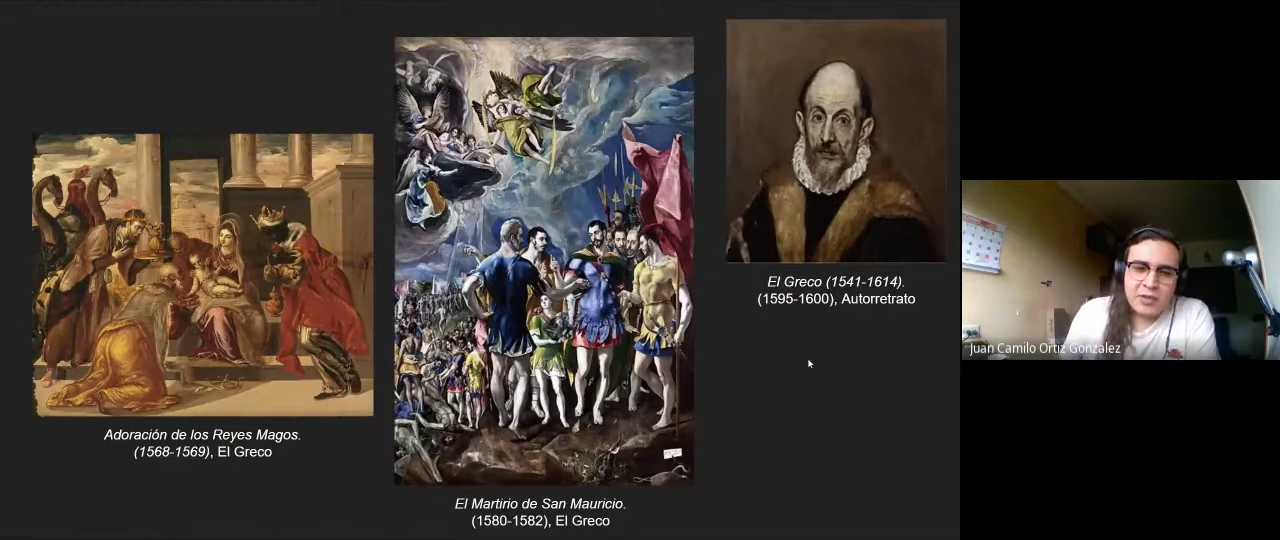 Adoración de los Reyes Magos.
(1568-1569), El Greco
El Martirio de San Mauricio.
(1580-1582), El Greco
El Greco (1541-1614).
(1595-1600), Autorretrato
Juan Camilo Ortiz Gonzalez